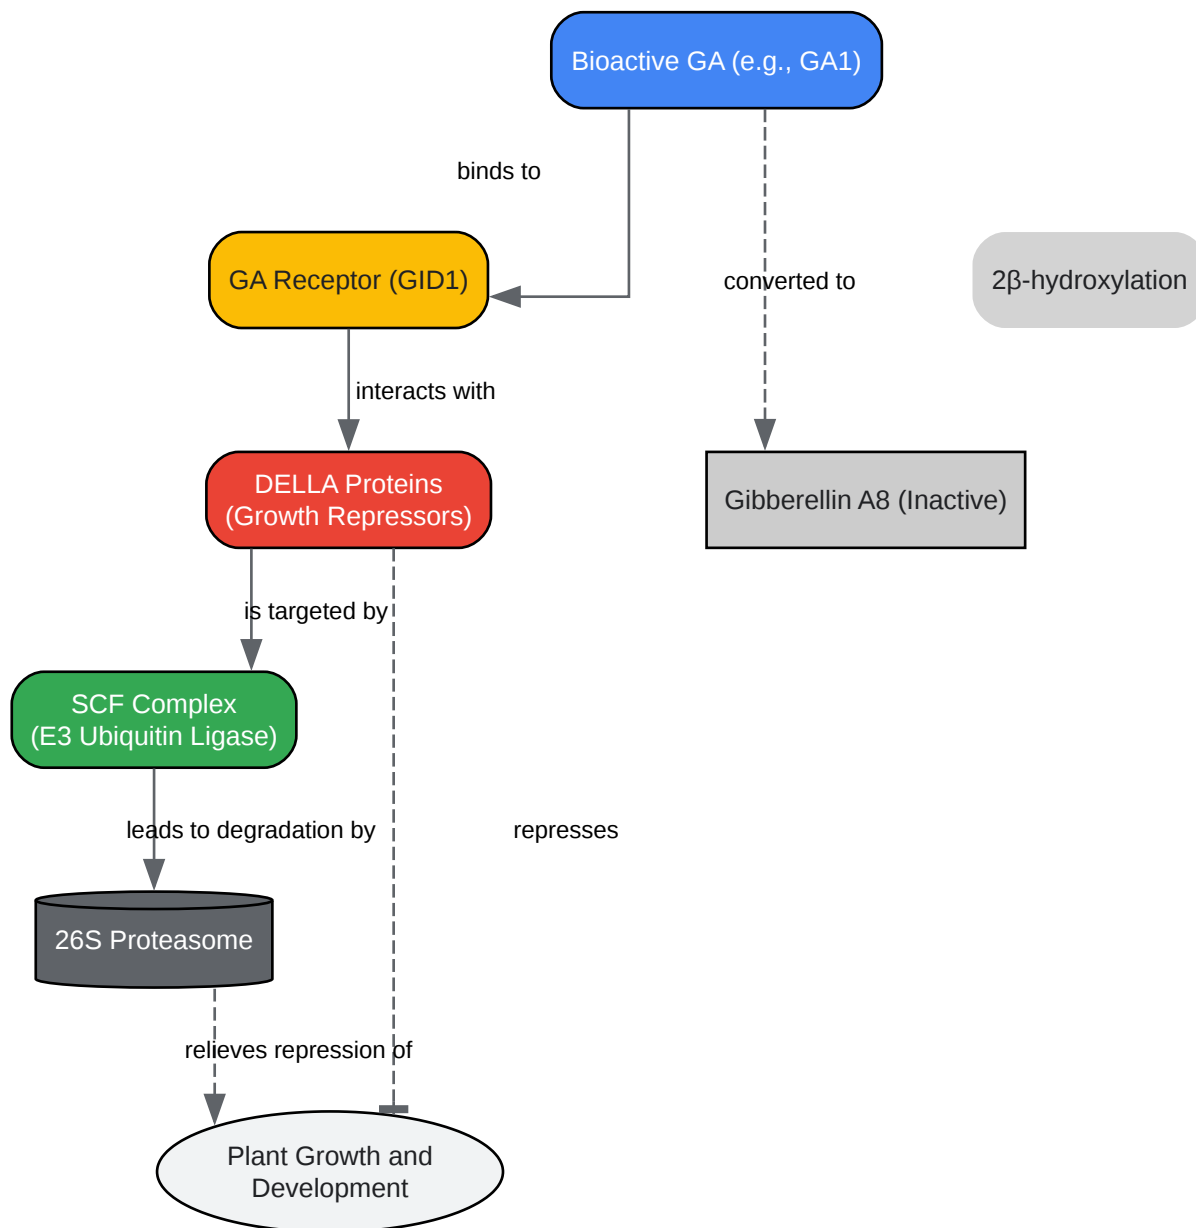 Bioactive GA (e.g., GA1)
binds to
GA Receptor (GID1)
converted to
2β-hydroxylation
interacts with
DELLA Proteins
(Growth Repressors)
Gibberellin A8 (Inactive)
is targeted by
SCF Complex
(E3 Ubiquitin Ligase)
leads to degradation by
represses
26S Proteasome
relieves repression of
Plant Growth and
Development